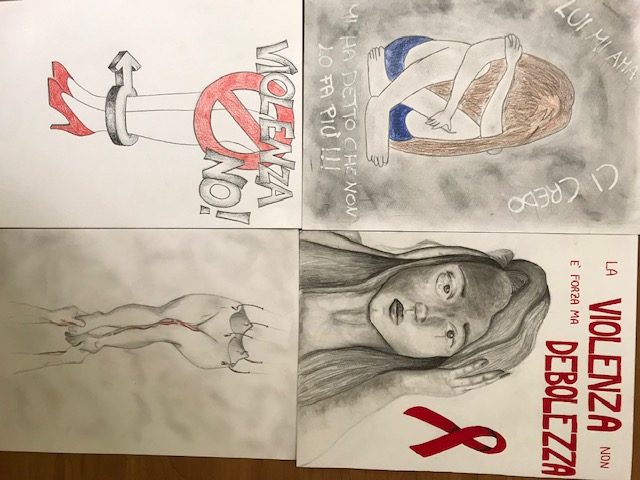 VIOLENZA
NO!
LUI MI AMA
CI CREDO
MI HA DETTO CHE NON
LO FA PIÙ !!!
LA
VIOLENZA NON
E' FORZA MA
DEBOLEZZA